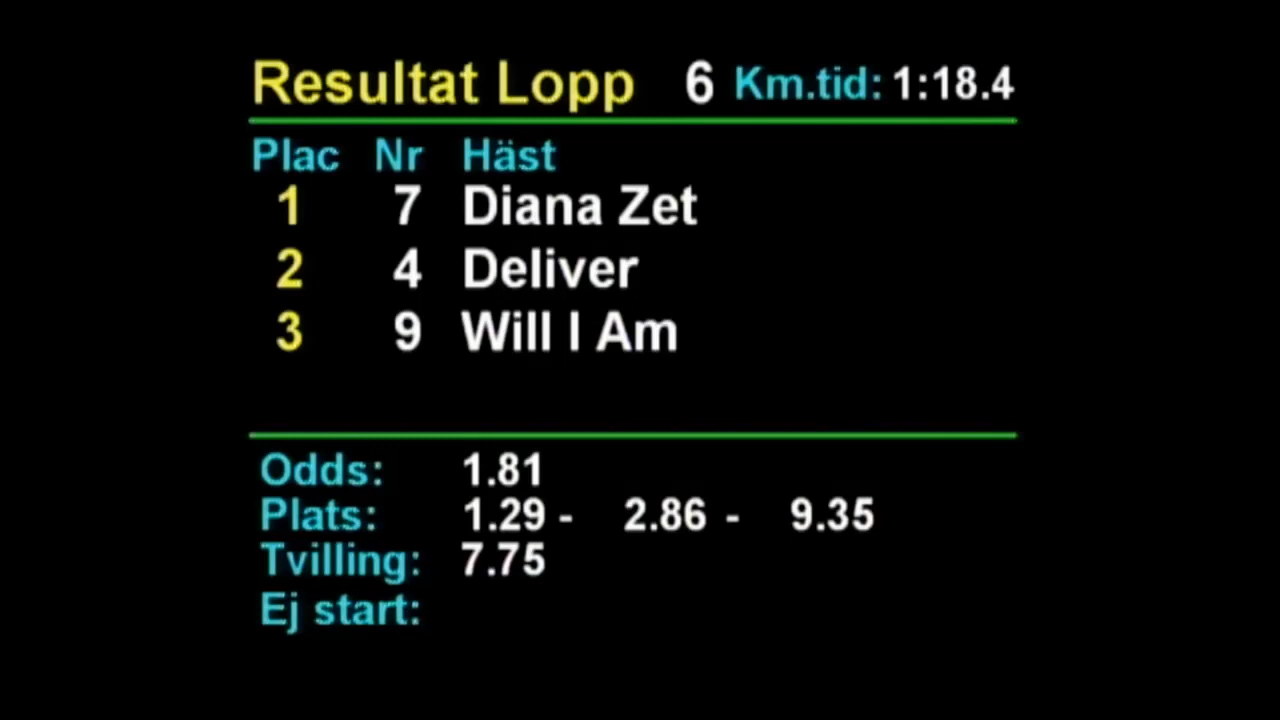 Resultat Lopp 6 Km.tid: 1:18.4
Plac Nr Häst
1 7 Diana Zet
2 4 Deliver
3 9 Will I Am
Odds: 1.81
Plats: 1.29 - 2.86 - 9.35
Tvilling: 7.75
Ej start: